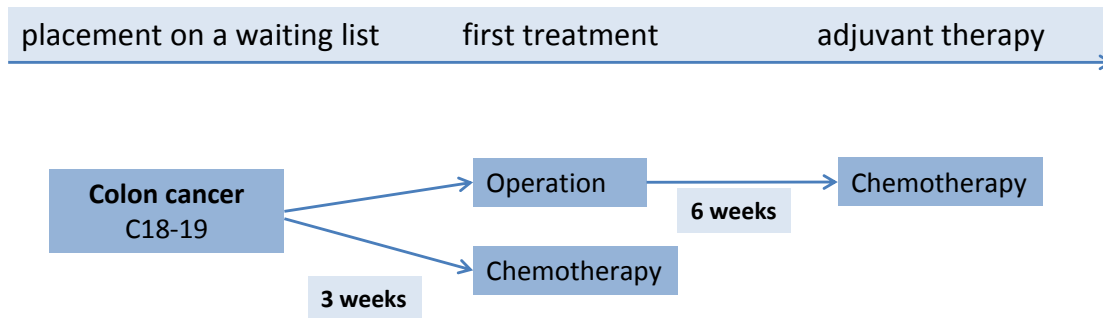 placement on a waiting list first treatment adjuvant therapy
Colon cancer
C18-19
Operation
6 weeks
Chemotherapy
Chemotherapy
3 weeks